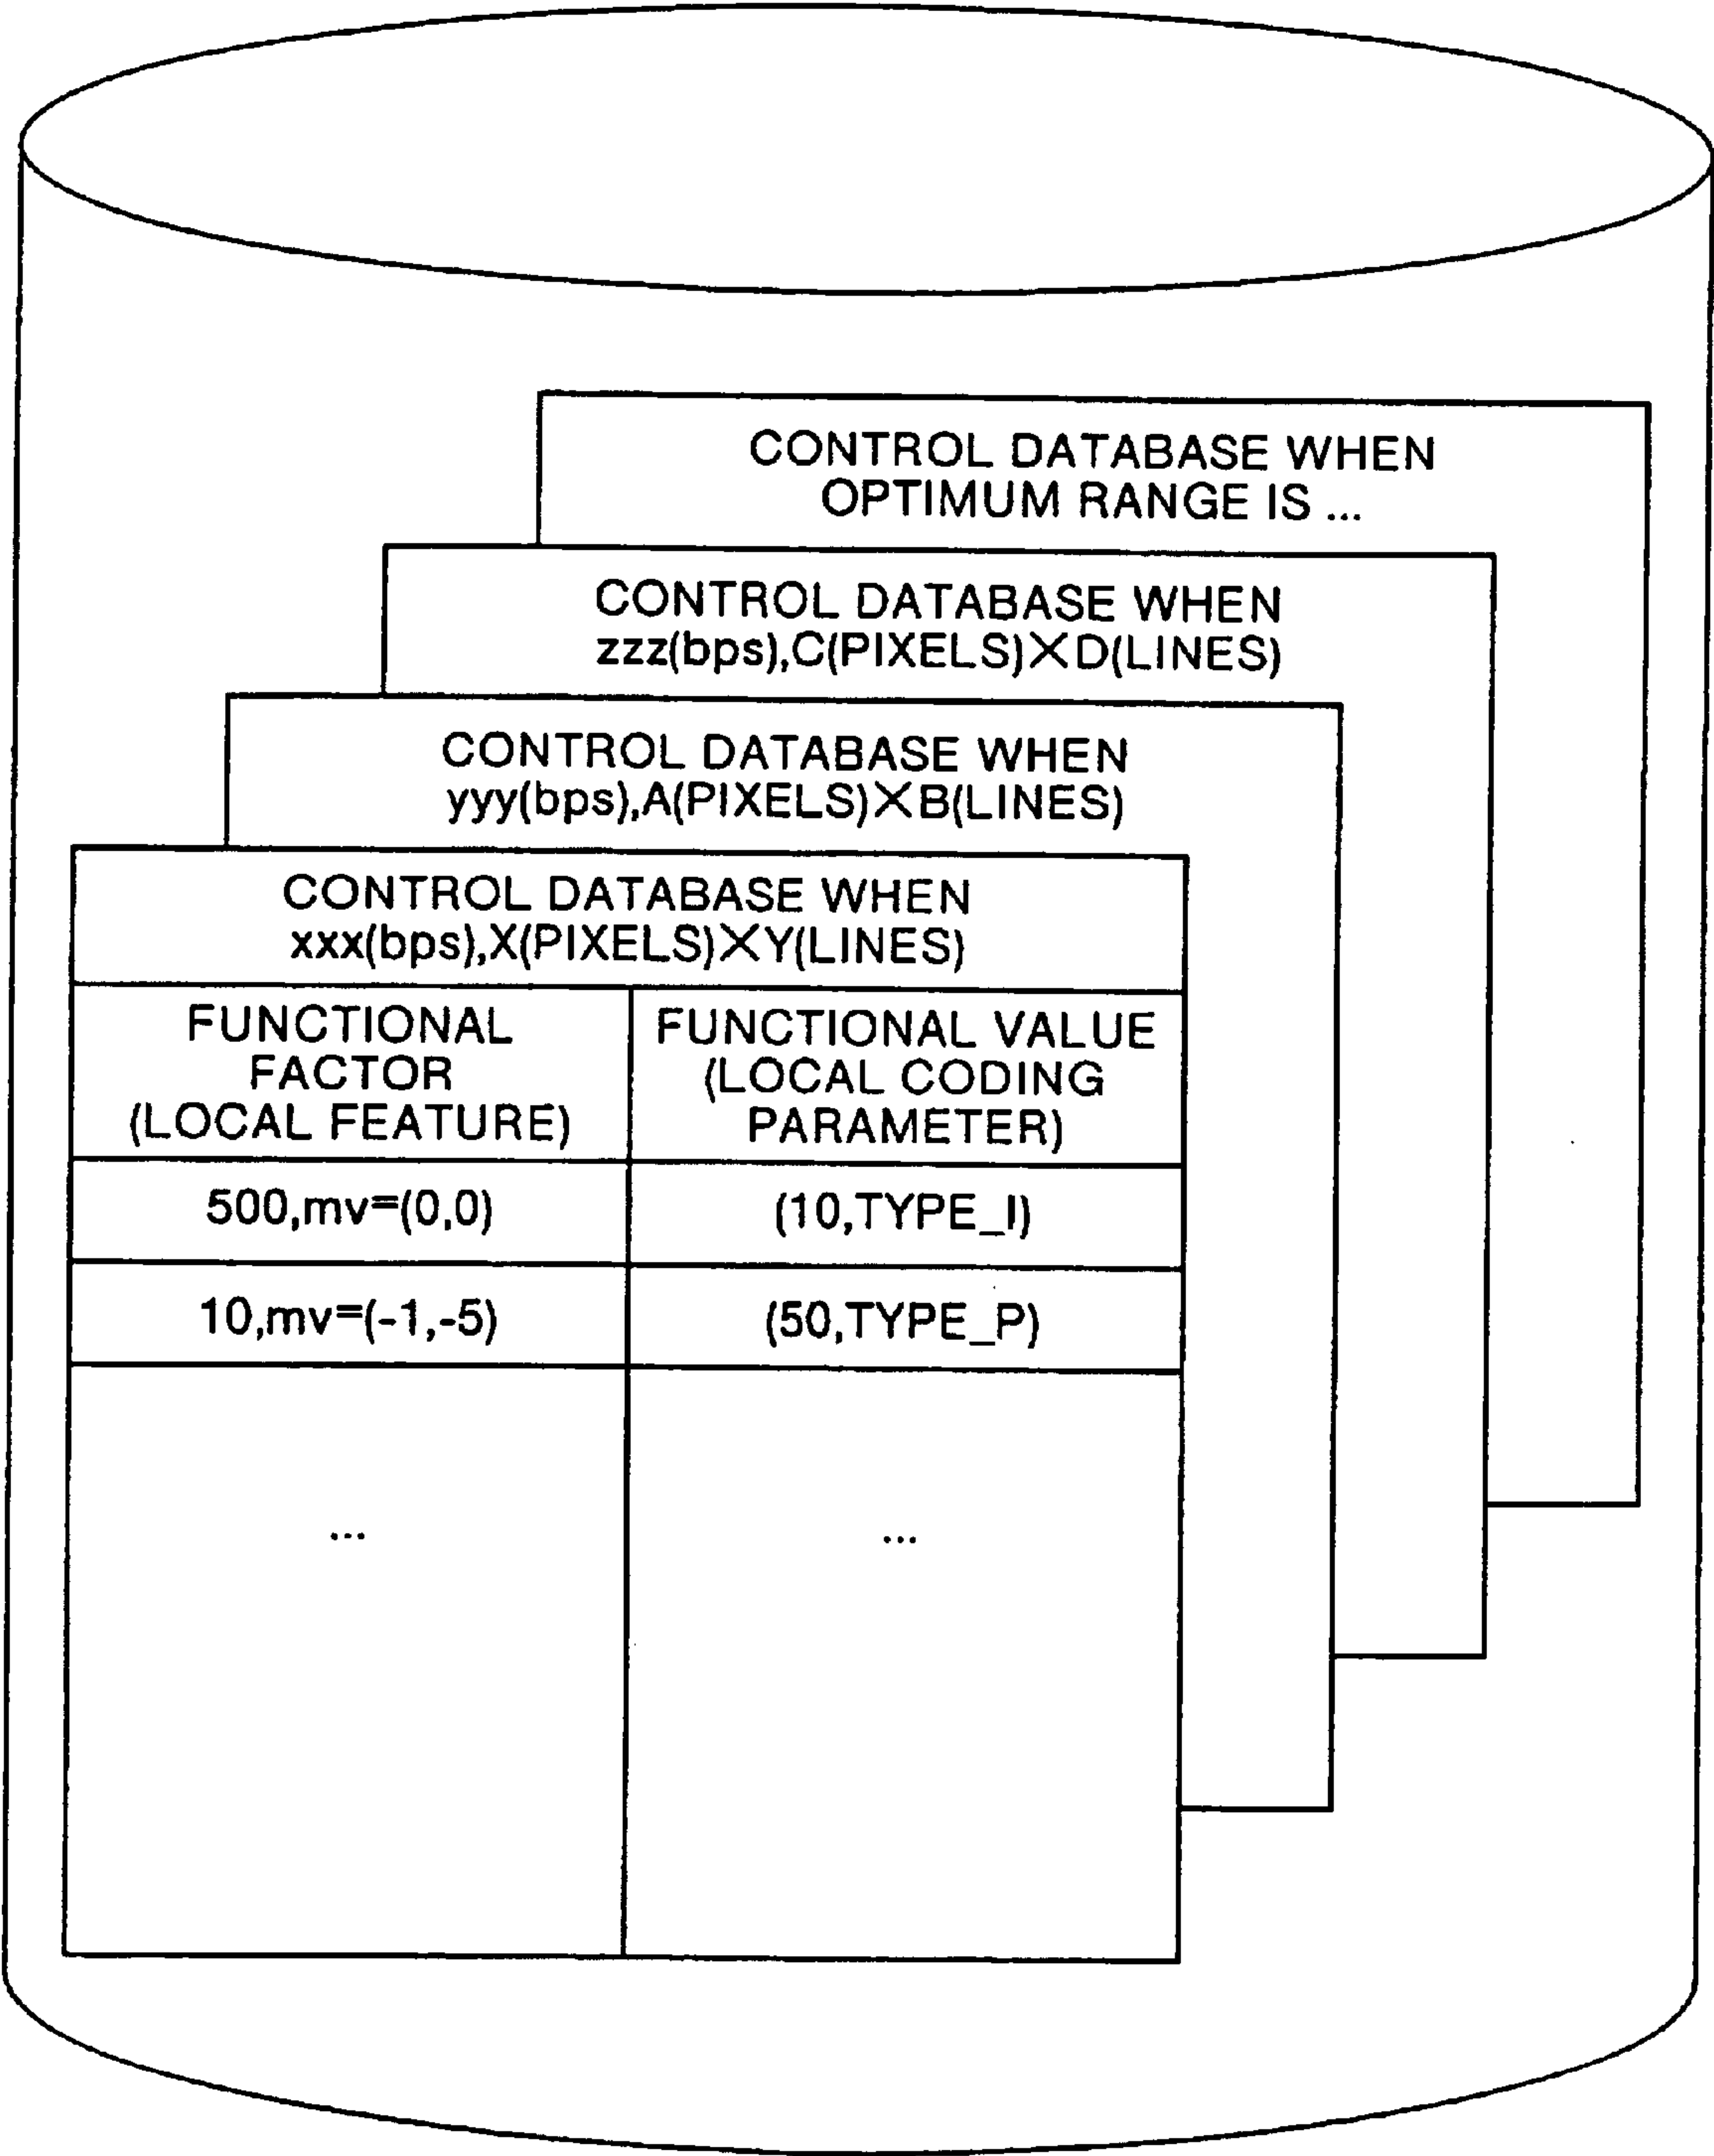 CONTROL DATABASE WHEN
OPTIMUM RANGE IS ...
CONTROL DATABASE WHEN
zzz(bps),C(PIXELS)×D(LINES)
CONTROL DATABASE WHEN
yyy(bps),A(PIXELS)×B(LINES)
CONTROL DATABASE WHEN
xxx(bps),X(PIXELS)×Y(LINES)
FUNCTIONAL
FACTOR
(LOCAL FEATURE)
FUNCTIONAL VALUE
(LOCAL CODING
PARAMETER)
500,mv=(0,0)
(10,TYPE_I)
10,mv=(-1,-5)
(50,TYPE_P)
...
...